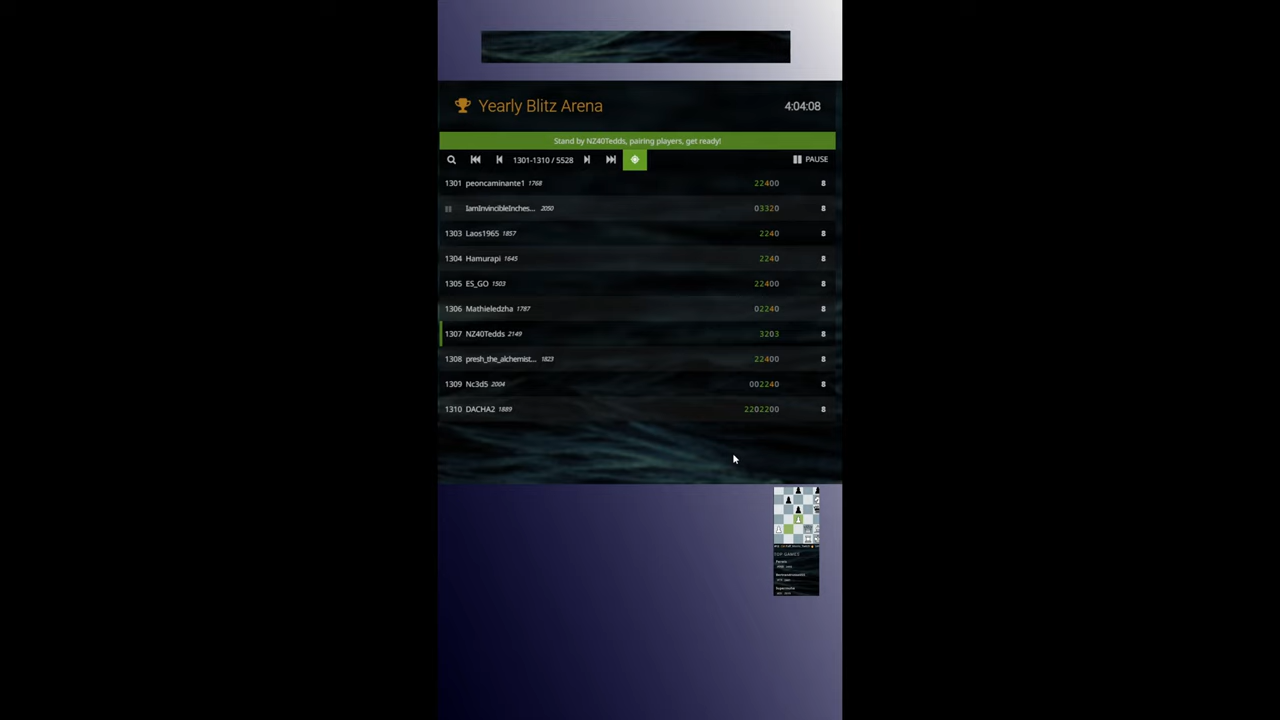 Yearly Blitz Arena 4:04:08
Stand by NZ40Tedds, pairing players, get ready!
1301-1310 / 5528 PAUSE
1301 peoncaminante1 1768 22400 8
IamInvincibleInches... 2050 03320 8
1303 Laos1965 1857 2240 8
1304 Hamurapi 1645 2240 8
1305 ES_GO 1503 22400 8
1306 Mathieledzha 1787 02240 8
1307 NZ40Tedds 2149 3203 8
1308 presh_the_alchemist... 1823 22400 8
1309 Nc3d5 2004 002240 8
1310 DACHA2 1889 2202200 8
TOP GAMES